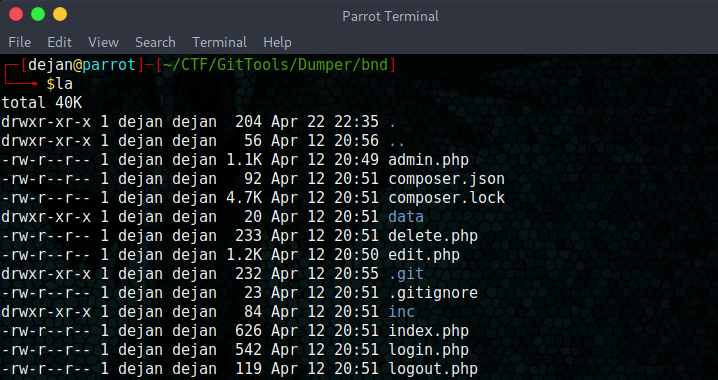 Parrot Terminal
File Edit View Search Terminal Help
┌─[dejan@parrot]─[~/CTF/GitTools/Dumper/bnd]
└──╼ $la
total 40K
drwxr-xr-x 1 dejan dejan  204 Apr 22 22:35 .
drwxr-xr-x 1 dejan dejan   56 Apr 12 20:56 ..
-rw-r--r-- 1 dejan dejan 1.1K Apr 12 20:49 admin.php
-rw-r--r-- 1 dejan dejan   92 Apr 12 20:51 composer.json
-rw-r--r-- 1 dejan dejan 4.7K Apr 12 20:51 composer.lock
drwxr-xr-x 1 dejan dejan   20 Apr 12 20:51 data
-rw-r--r-- 1 dejan dejan  233 Apr 12 20:51 delete.php
-rw-r--r-- 1 dejan dejan 1.2K Apr 12 20:50 edit.php
drwxr-xr-x 1 dejan dejan  232 Apr 12 20:55 .git
-rw-r--r-- 1 dejan dejan   23 Apr 12 20:51 .gitignore
drwxr-xr-x 1 dejan dejan   84 Apr 12 20:51 inc
-rw-r--r-- 1 dejan dejan  626 Apr 12 20:51 index.php
-rw-r--r-- 1 dejan dejan  542 Apr 12 20:51 login.php
-rw-r--r-- 1 dejan dejan  119 Apr 12 20:51 logout.php